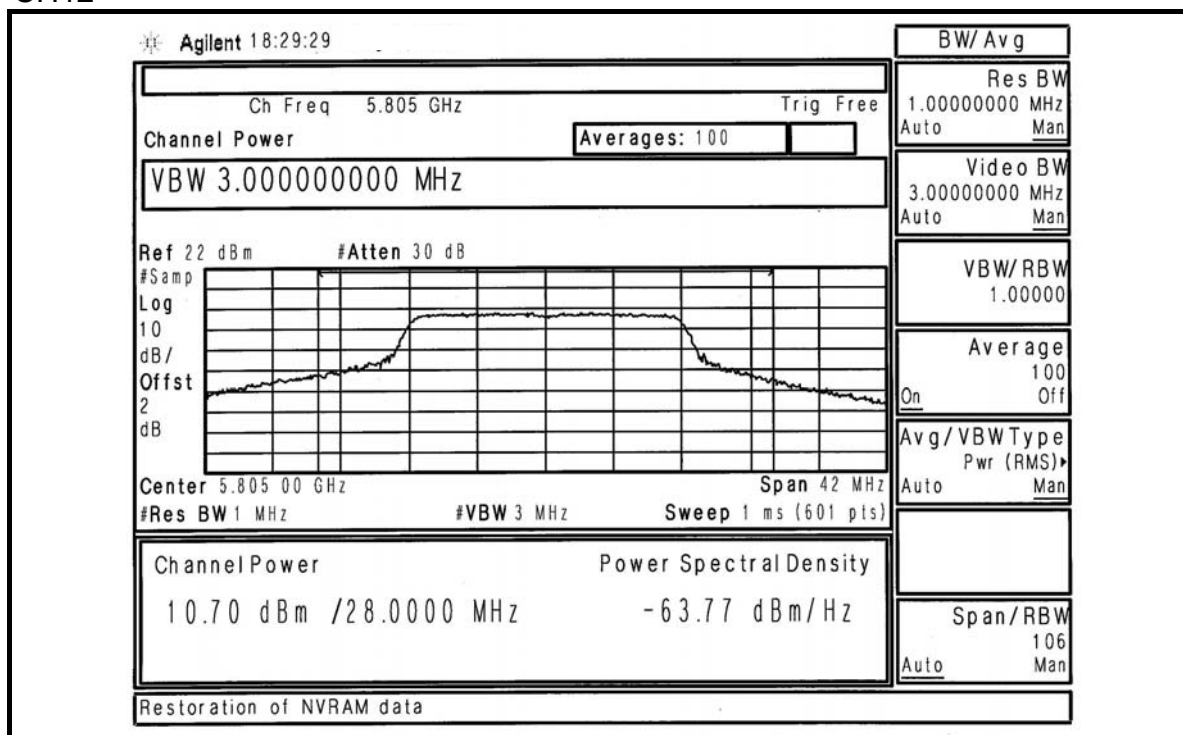 Agilent 18:29:29
BW/Avg
Ch Freq 5.805 GHz Trig Free
Channel Power Averages: 100
VBW 3.000000000 MHz
Ref 22 dBm #Atten 30 dB
#Samp
Log
10
dB/
Offst
2
dB
Center 5.805 00 GHz Span 42 MHz
#Res BW 1 MHz #VBW 3 MHz Sweep 1 ms (601 pts)
Channel Power Power Spectral Density
10.70 dBm /28.0000 MHz -63.77 dBm/Hz
Restoration of NVRAM data
Res BW
1.00000000 MHz
Auto Man
Video BW
3.00000000 MHz
Auto Man
VBW/RBW
1.00000
Average
100
On Off
Avg/VBW Type
Pwr (RMS)▸
Auto Man
Span/RBW
106
Auto Man